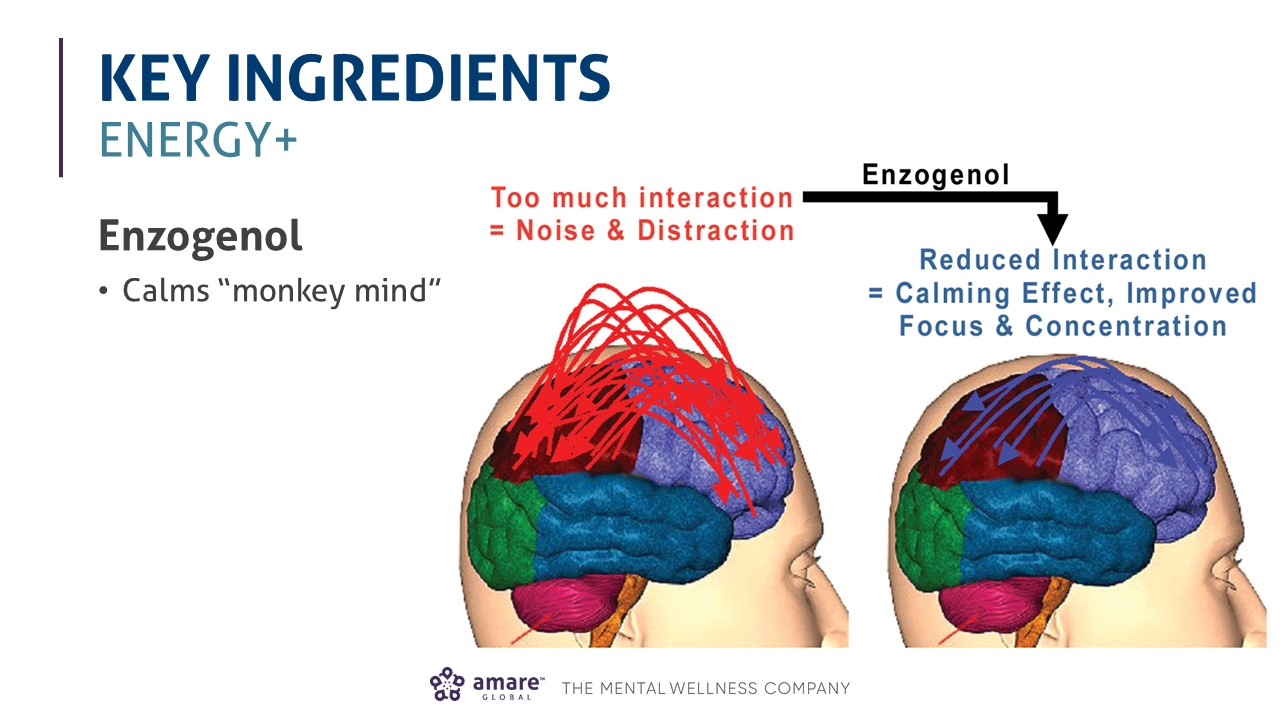 KEY INGREDIENTS
ENERGY+
Enzogenol
• Calms “monkey mind”
Too much interaction
= Noise & Distraction
Enzogenol
Reduced Interaction
= Calming Effect, Improved
Focus & Concentration
amare™
GLOBAL
THE MENTAL WELLNESS COMPANY